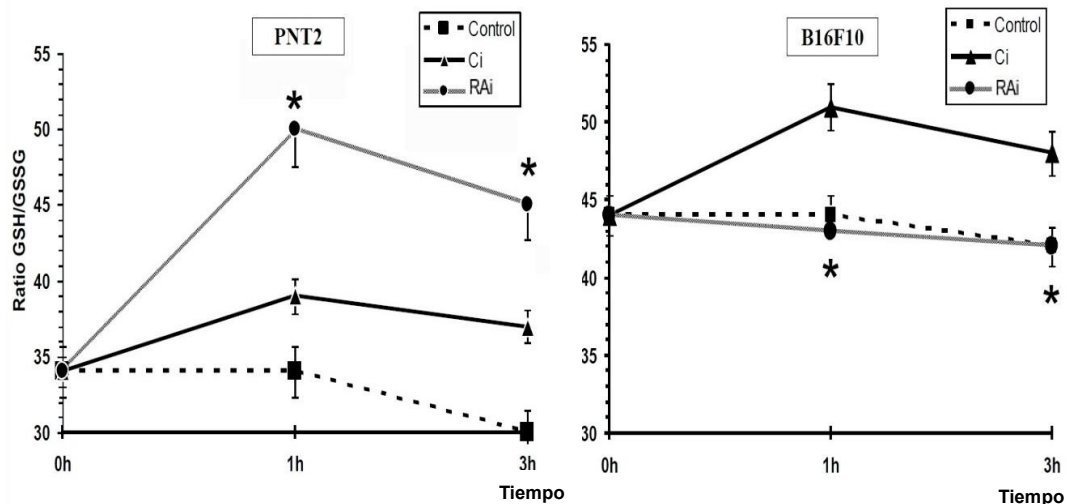 PNT2
Control
Ci
RAi
Ratio GSH/GSSG
55
50
45
40
35
30
*
*
0h
1h
3h
Tiempo
B16F10
Control
Ci
RAi
55
50
45
40
35
30
*
*
0h
1h
3h
Tiempo